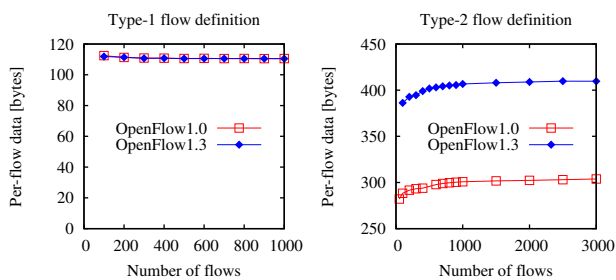 Type-1 flow definition
120
100
80
60
40
20
0
Per-flow data [bytes]
OpenFlow1.0
OpenFlow1.3
0 200 400 600 800 1000
Number of flows
Type-2 flow definition
450
400
350
300
250
Per-flow data [bytes]
OpenFlow1.0
OpenFlow1.3
0 1000 2000 3000
Number of flows